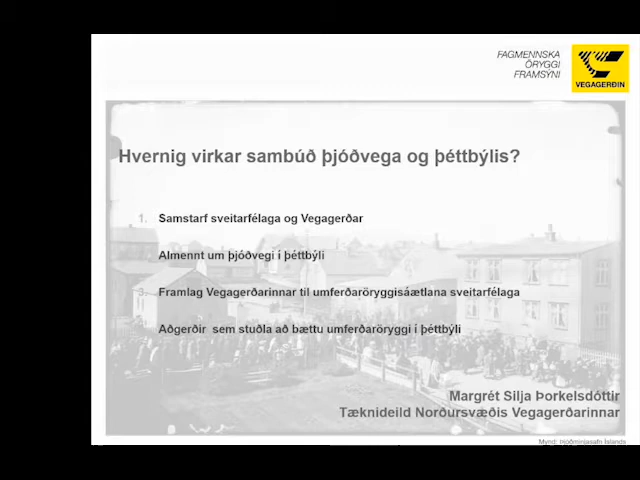 FAGMENNSKA
ÖRYGGI
FRAMSÝNI
VEGAGERÐIN
Hvernig virkar sambúð þjóðvega og þéttbýlis?
1. Samstarf sveitarfélaga og Vegagerðar
Almennt um þjóðvegi í þéttbýli
3. Framlag Vegagerðarinnar til umferðaröryggisáætlana sveitarfélaga
Aðgerðir sem stuðla að bættu umferðaröryggi í þéttbýli
Margrét Silja Þorkelsdóttir
Tæknideild Norðursvæðis Vegagerðarinnar
Mynd: Þjóðminjasafn Íslands